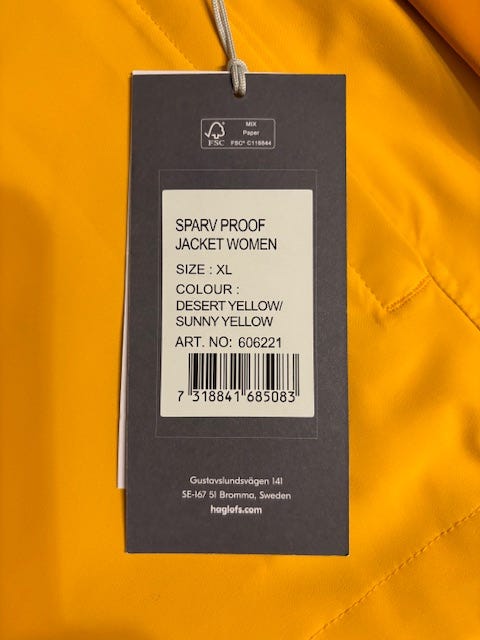 FSC
MIX
Paper
FSC® C118844
SPARV PROOF
JACKET WOMEN
SIZE : XL
COLOUR :
DESERT YELLOW/
SUNNY YELLOW
ART. NO: 606221
7 318841 685083
Gustavslundsvägen 141
SE-167 51 Bromma, Sweden
haglofs.com